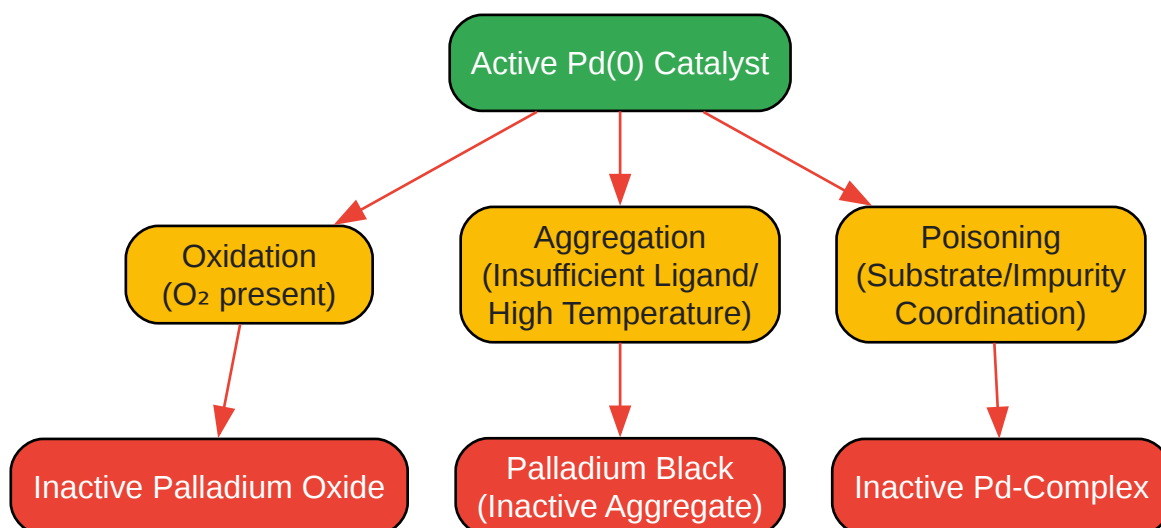 Active Pd(0) Catalyst
Oxidation
(O₂ present)
Aggregation
(Insufficient Ligand/
High Temperature)
Poisoning
(Substrate/Impurity
Coordination)
Inactive Palladium Oxide
Palladium Black
(Inactive Aggregate)
Inactive Pd-Complex